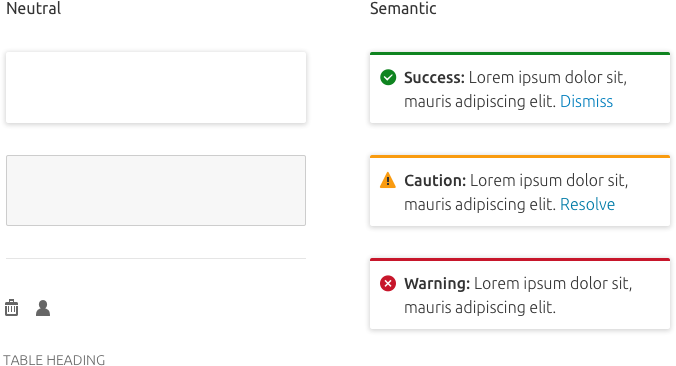 Neutral
Semantic
Success: Lorem ipsum dolor sit,
mauris adipiscing elit. Dismiss
Caution: Lorem ipsum dolor sit,
mauris adipiscing elit. Resolve
Warning: Lorem ipsum dolor sit,
mauris adipiscing elit.
TABLE HEADING